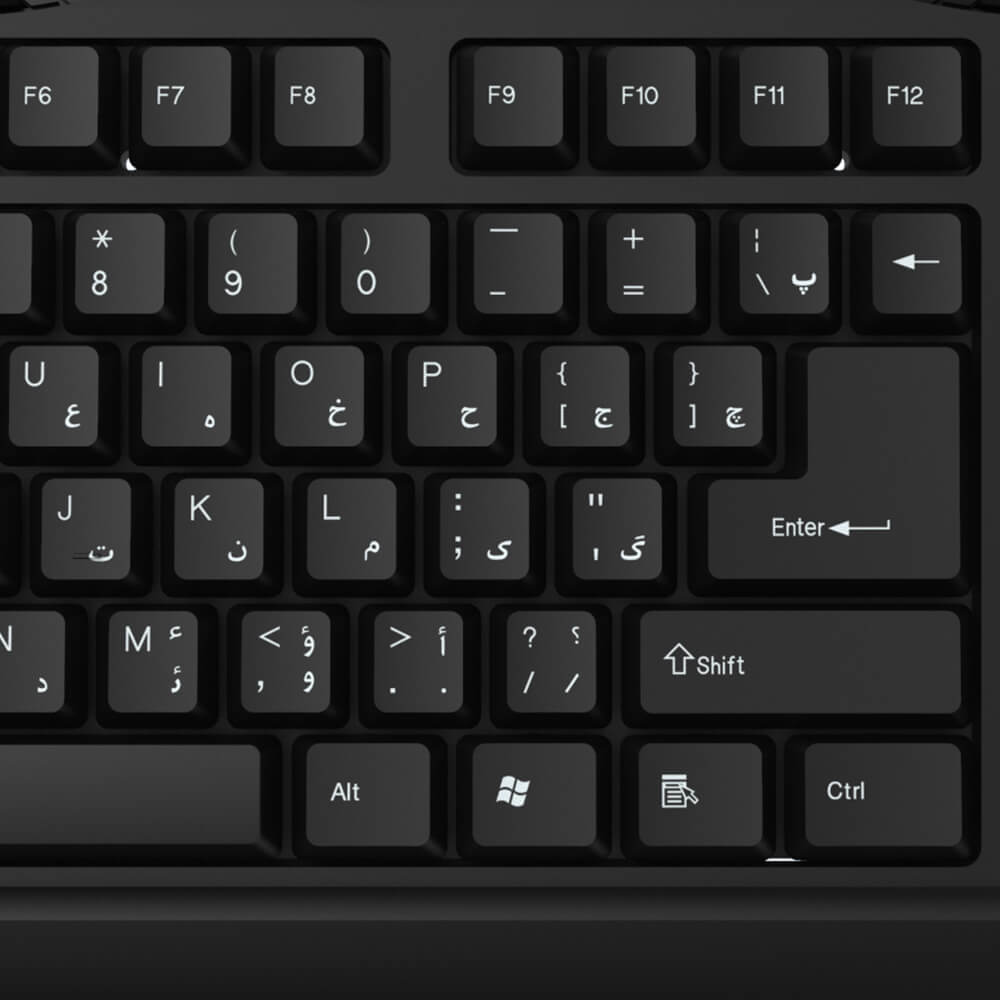 F6 F7 F8 F9 F10 F11 F12
* ( ) — + ¦
8 9 0 _ = \ پ ←
U I O P { }
ع ه خ ح [ ج ] چ
J K L : "
ت ن م ; ک ' گ Enter
N M ء < ؤ > أ ? ؟
د ئ , و . . / / Shift
Alt Ctrl